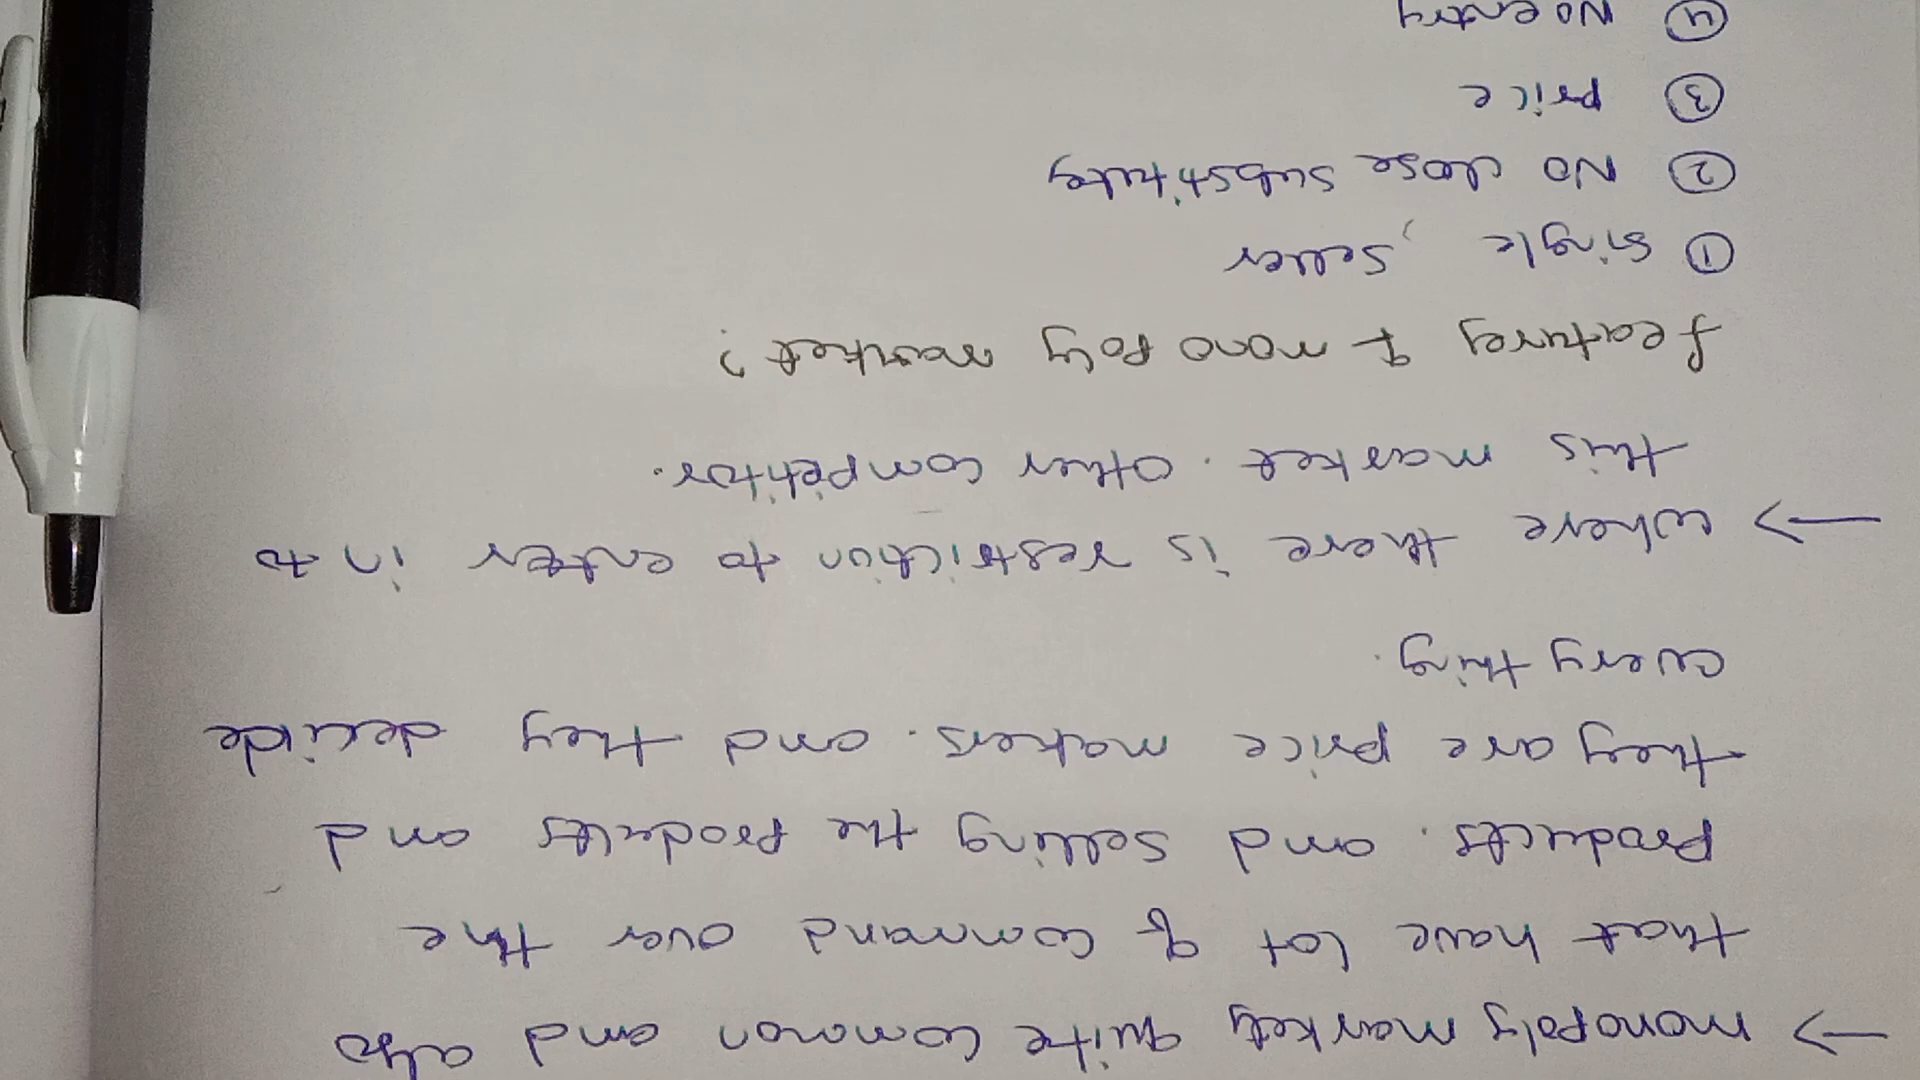 → monopoly markets quite common and also
that have lot of command over the
products. and selling the products and
they are price makers. and they decide
every thing.
→ where there is restriction to enter in to
this market. other competitor.
features of monopoly market?
① single, seller
② No close substitutes
③ price
④ No entry